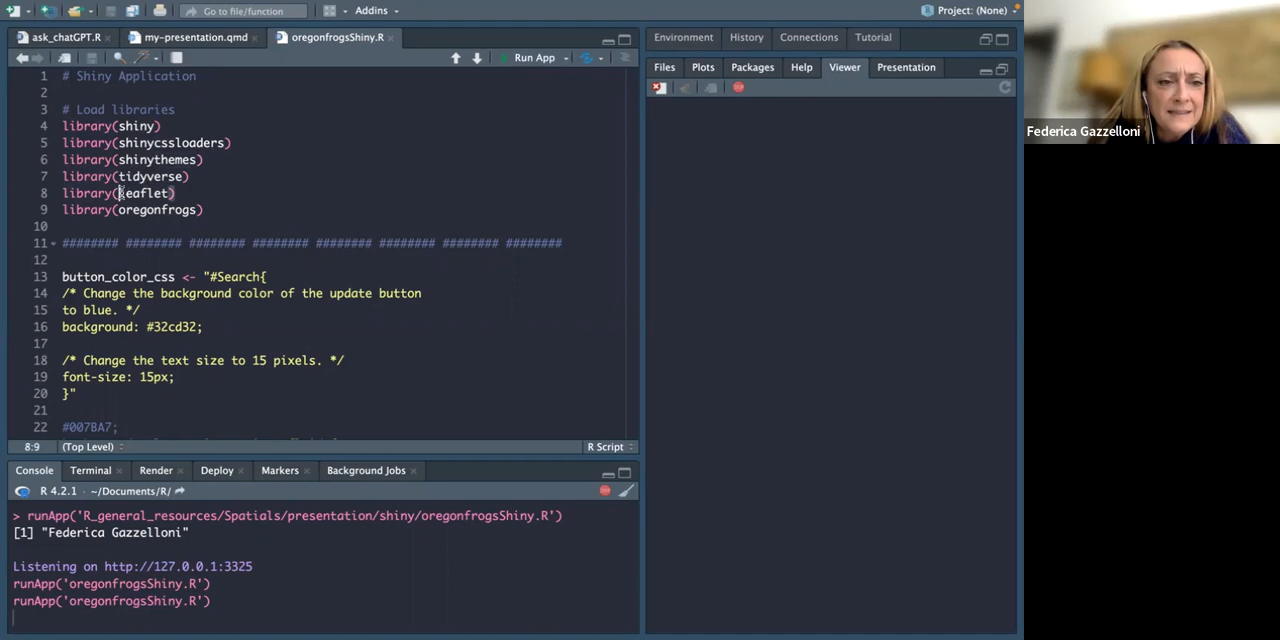 Go to file/function
Addins
Project: (None)
ask_chatGPT.R
my-presentation.qmd
oregonfrogsShiny.R
Run App
1 # Shiny Application
2
3 # Load libraries
4 library(shiny)
5 library(shinycssloaders)
6 library(shinythemes)
7 library(tidyverse)
8 library(leaflet)
9 library(oregonfrogs)
10
11 ######## ######## ######## ######## ######## ######## ######## ########
12
13 button_color_css <- "#Search{
14 /* Change the background color of the update button
15 to blue. */
16 background: #32cd32;
17
18 /* Change the text size to 15 pixels. */
19 font-size: 15px;
20 }"
21
22 #007BA7;
8:9 (Top Level) R Script
Console Terminal Render Deploy Markers Background Jobs
R 4.2.1 · ~/Documents/R/
> runApp('R_general_resources/Spatials/presentation/shiny/oregonfrogsShiny.R')
[1] "Federica Gazzelloni"
Listening on http://127.0.0.1:3325
runApp('oregonfrogsShiny.R')
runApp('oregonfrogsShiny.R')
Environment History Connections Tutorial
Files Plots Packages Help Viewer Presentation
Federica Gazzelloni